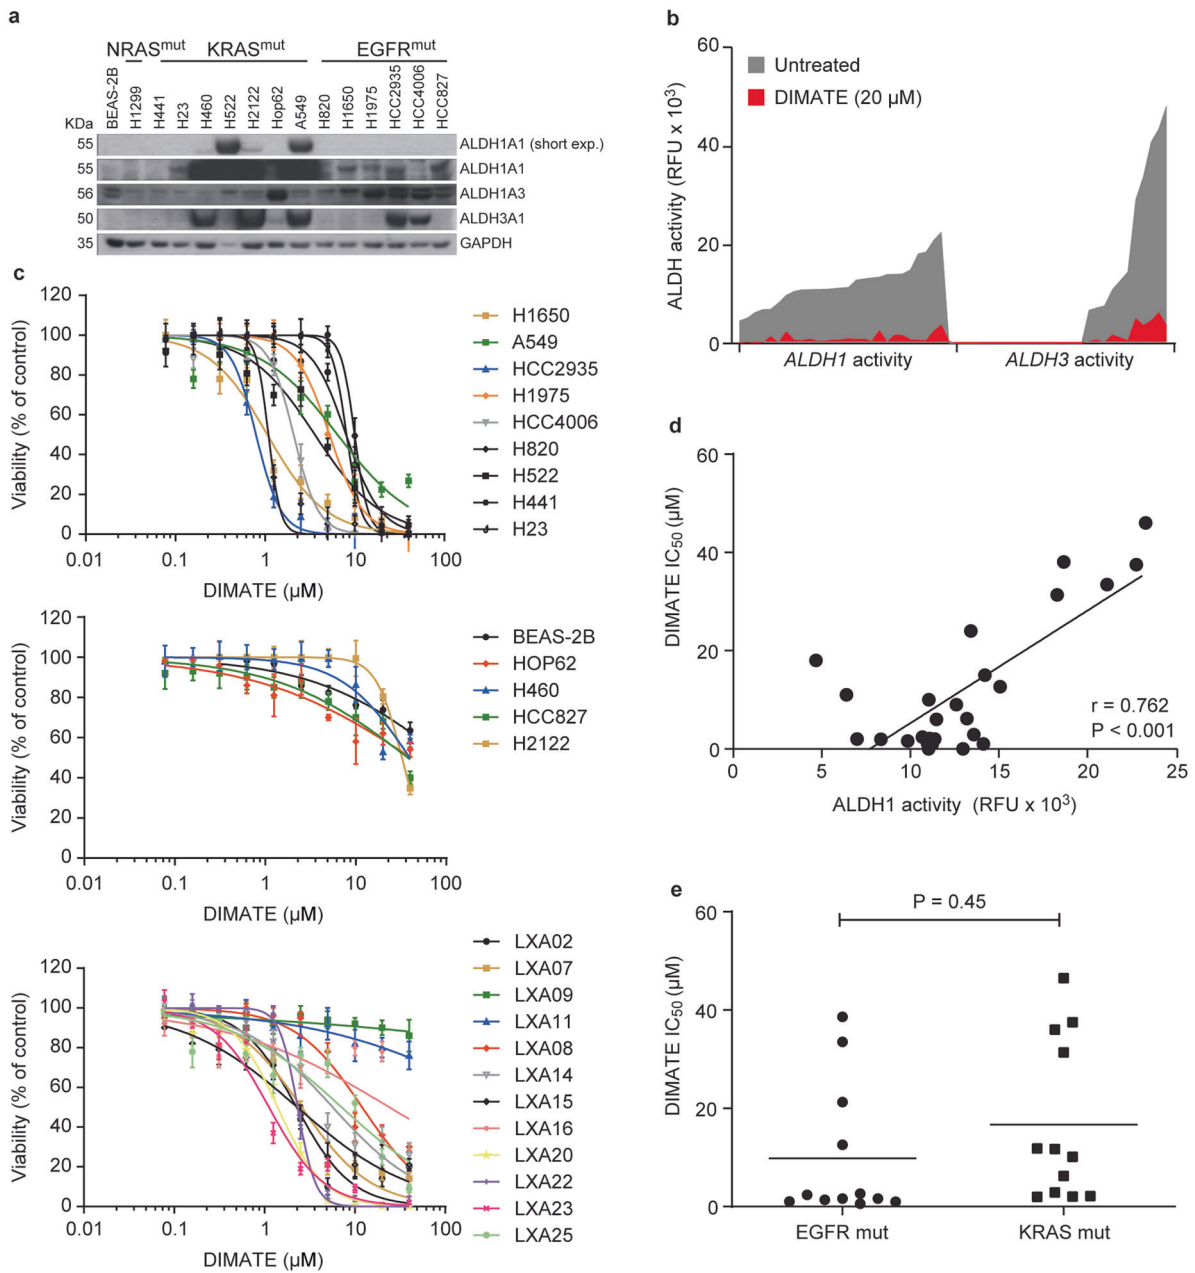 a
NRASmut KRASmut EGFRmut
BEAS-2B H1299 H441 H23 H460 H522 H2122 Hop62 A549 H820 H1650 H1975 HCC2935 HCC4006 HCC827
KDa
55 ALDH1A1 (short exp.)
55 ALDH1A1
56 ALDH1A3
50 ALDH3A1
35 GAPDH
b
ALDH activity (RFU x 10³)
60
40
20
0
Untreated
DIMATE (20 µM)
ALDH1 activity ALDH3 activity
c
Viability (% of control)
120
100
80
60
40
20
0
0.01 0.1 1 10 100
DIMATE (µM)
H1650
A549
HCC2935
H1975
HCC4006
H820
H522
H441
H23
Viability (% of control)
120
100
80
60
40
20
0
0.01 0.1 1 10 100
DIMATE (µM)
BEAS-2B
HOP62
H460
HCC827
H2122
Viability (% of control)
120
100
80
60
40
20
0
0.01 0.1 1 10 100
DIMATE (µM)
LXA02
LXA07
LXA09
LXA11
LXA08
LXA14
LXA15
LXA16
LXA20
LXA22
LXA23
LXA25
d
DIMATE IC₅₀ (µM)
60
40
20
0
0 5 10 15 20 25
ALDH1 activity (RFU x 10³)
r = 0.762
P < 0.001
e
DIMATE IC₅₀ (µM)
60
40
20
0
P = 0.45
EGFR mut KRAS mut